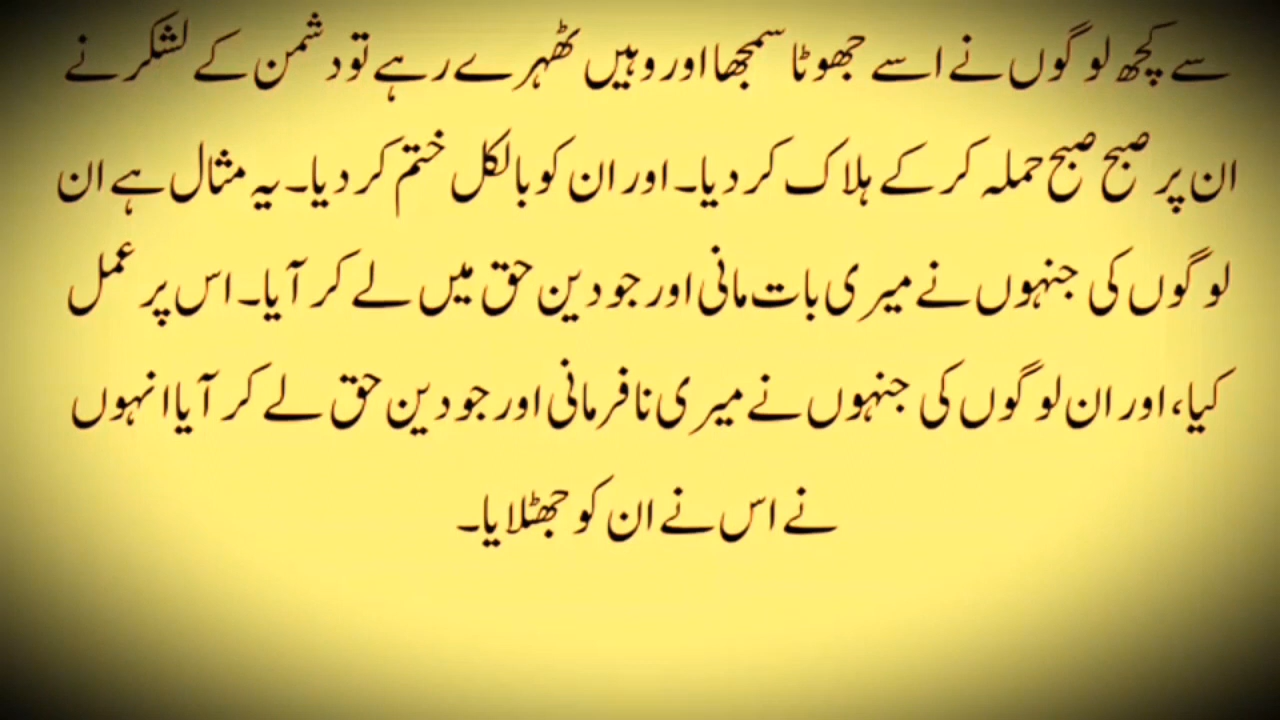 سے کچھ لوگوں نے اسے جھوٹا سمجھا اور وہیں ٹھہرے رہے تو دشمن کے لشکر نے
ان پر صبح صبح حملہ کر کے ہلاک کر دیا۔ اور ان کو بالکل ختم کر دیا۔ یہ مثال ہے ان
لوگوں کی جنہوں نے میری بات مانی اور جو دین حق میں لے کر آیا۔ اس پر عمل
کیا، اور ان لوگوں کی جنہوں نے میری نافرمانی اور جو دین حق لے کر آیا انہوں
نے اس نے ان کو جھٹلایا۔